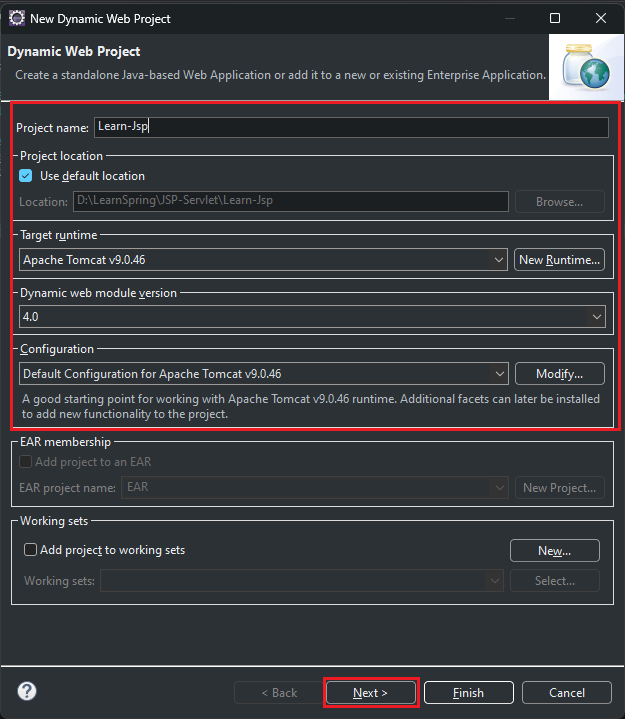 New Dynamic Web Project
Dynamic Web Project
Create a standalone Java-based Web Application or add it to a new or existing Enterprise Application.
Project name: Learn-Jsp
Project location
Use default location
Location: D:\LearnSpring\JSP-Servlet\Learn-Jsp Browse...
Target runtime
Apache Tomcat v9.0.46 New Runtime...
Dynamic web module version
4.0
Configuration
Default Configuration for Apache Tomcat v9.0.46 Modify...
A good starting point for working with Apache Tomcat v9.0.46 runtime. Additional facets can later be installed
to add new functionality to the project.
EAR membership
Add project to an EAR
EAR project name: EAR New Project...
Working sets
Add project to working sets New...
Working sets: Select...
? < Back Next > Finish Cancel